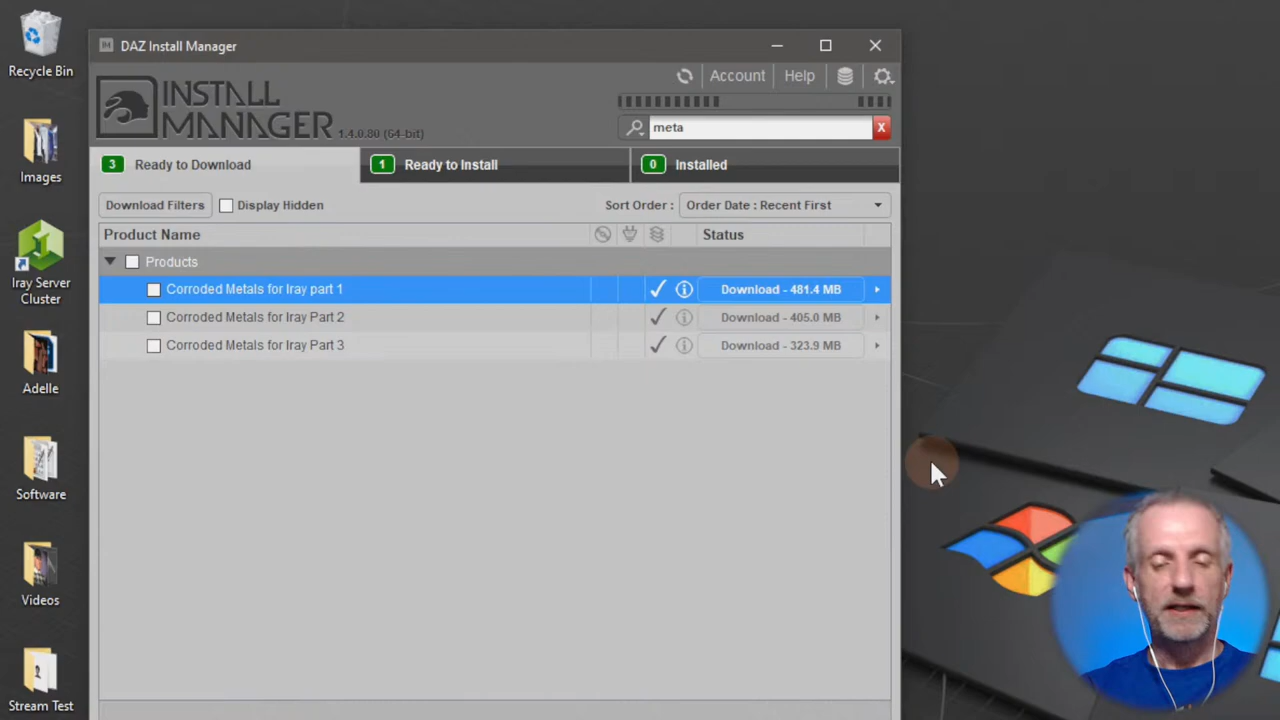 Recycle Bin
Images
Iray Server
Cluster
Adelle
Software
Videos
Stream Test
IM
DAZ Install Manager
INSTALL
MANAGER 1.4.0.80 (64-bit)
Account
Help
meta
X
3 Ready to Download
1 Ready to Install
0 Installed
Download Filters
Display Hidden
Sort Order : Order Date : Recent First
Product Name
Status
Products
Corroded Metals for Iray part 1 Download - 481.4 MB
Corroded Metals for Iray Part 2 Download - 405.0 MB
Corroded Metals for Iray Part 3 Download - 323.9 MB